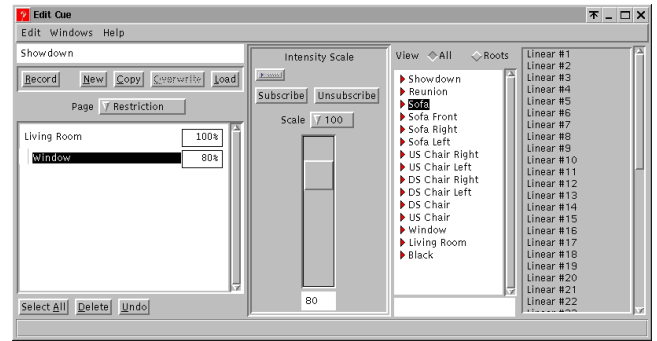 ? Edit Cue
Edit Windows Help
Showdown
Record New Copy Overwrite Load
Page Restriction
Living Room 100%
Window 80%
Select All Delete Undo
Intensity Scale
Subscribe Unsubscribe
Scale 100
80
View All Roots
Showdown
Reunion
Sofa
Sofa Front
Sofa Right
Sofa Left
US Chair Right
US Chair Left
DS Chair Right
DS Chair Left
DS Chair
US Chair
Window
Living Room
Black
Linear #1
Linear #2
Linear #3
Linear #4
Linear #5
Linear #6
Linear #7
Linear #8
Linear #9
Linear #10
Linear #11
Linear #12
Linear #13
Linear #14
Linear #15
Linear #16
Linear #17
Linear #18
Linear #19
Linear #20
Linear #21
Linear #22